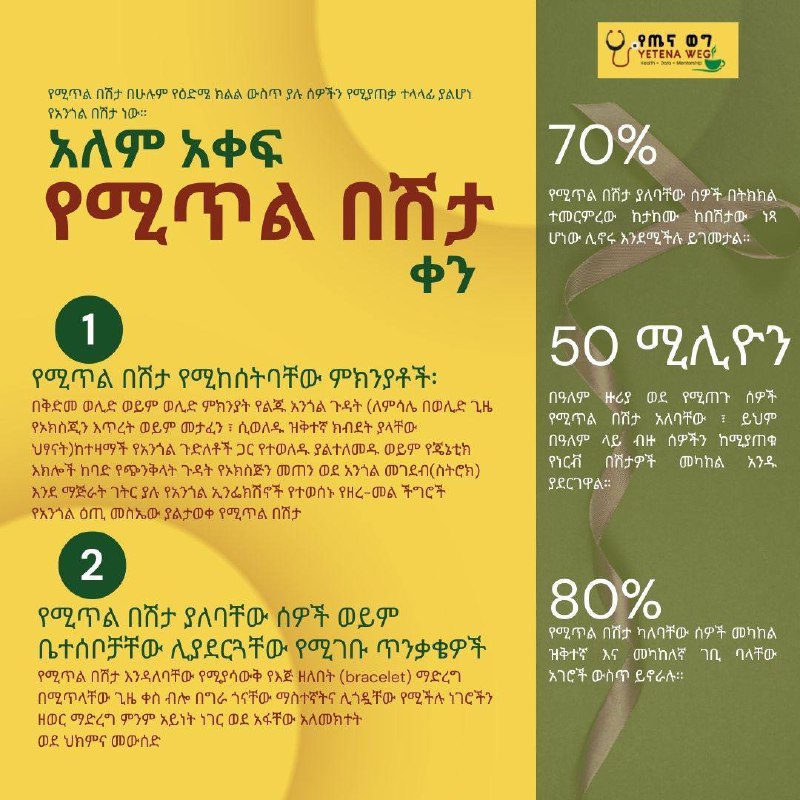 የጤና ወግ
YETENA WEG
Health • Data • Mentorship
የሚጥል በሽታ በሁሉም የዕድሜ ክልል ውስጥ ያሉ ሰዎችን የሚያጠቃ ተላላፊ ያልሆነ
የአንጎል በሽታ ነው።
አለም አቀፍ
የሚጥል በሽታ
ቀን
1
የሚጥል በሽታ የሚከሰትባቸው ምክንያቶች፡
በቅድመ ወሊድ ወይም ወሊድ ምክንያት የልጁ አንጎል ጉዳት (ለምሳሌ በወሊድ ጊዜ
የኦክስጂን እጥረት ወይም መታፈን ፣ ሲወለዱ ዝቅተኛ ክብደት ያላቸው
ህፃናት)ከተዛማች የአንጎል ጉድለቶች ጋር የተወለዱ ያልተለመዱ ወይም የጄኔቲክ
እክሎች ከባድ የጭንቅላት ጉዳት የኦክስጅን መጠን ወደ አንጎል መገደብ(ስትሮክ)
እንደ ማጅራት ገትር ያሉ የአንጎል ኢንፌክሽኖች የተወሰኑ የዘረ-መል ችግሮች
የአንጎል ዕጢ መስኤው ያልታወቀ የሚጥል በሽታ
2
የሚጥል በሽታ ያለባቸው ሰዎች ወይም
ቤተሰቦቻቸው ሊያደርጓቸው የሚገቡ ጥንቃቄዎች
የሚጥል በሽታ እንዳለባቸው የሚያሳውቅ የእጅ ዘለበት (bracelet) ማድረግ
በሚጥላቸው ጊዜ ቀስ ብሎ በግራ ጎናቸው ማስተኛትና ሊጎዷቸው የሚችሉ ነገሮችን
ዘወር ማድረግ ምንም አይነት ነገር ወደ አፋቸው አለመክተት
ወደ ህክምና መውሰድ
70%
የሚጥል በሽታ ያለባቸው ሰዎች በትክክል
ተመርምረው ከታከሙ ከበሽታው ነጻ
ሆነው ሊኖሩ እንደሚችሉ ይገመታል።
50 ሚሊዮን
በዓለም ዙሪያ ወደ የሚጠጉ ሰዎች
የሚጥል በሽታ አለባቸው ፣ ይህም
በዓለም ላይ ብዙ ሰዎችን ከሚያጠቁ
የነርቭ በሽታዎች መካከል አንዱ
ያደርገዋል።
80%
የሚጥል በሽታ ካለባቸው ሰዎች መካከል
ዝቅተኛ እና መካከለኛ ገቢ ባላቸው
አገሮች ውስጥ ይኖራሉ።